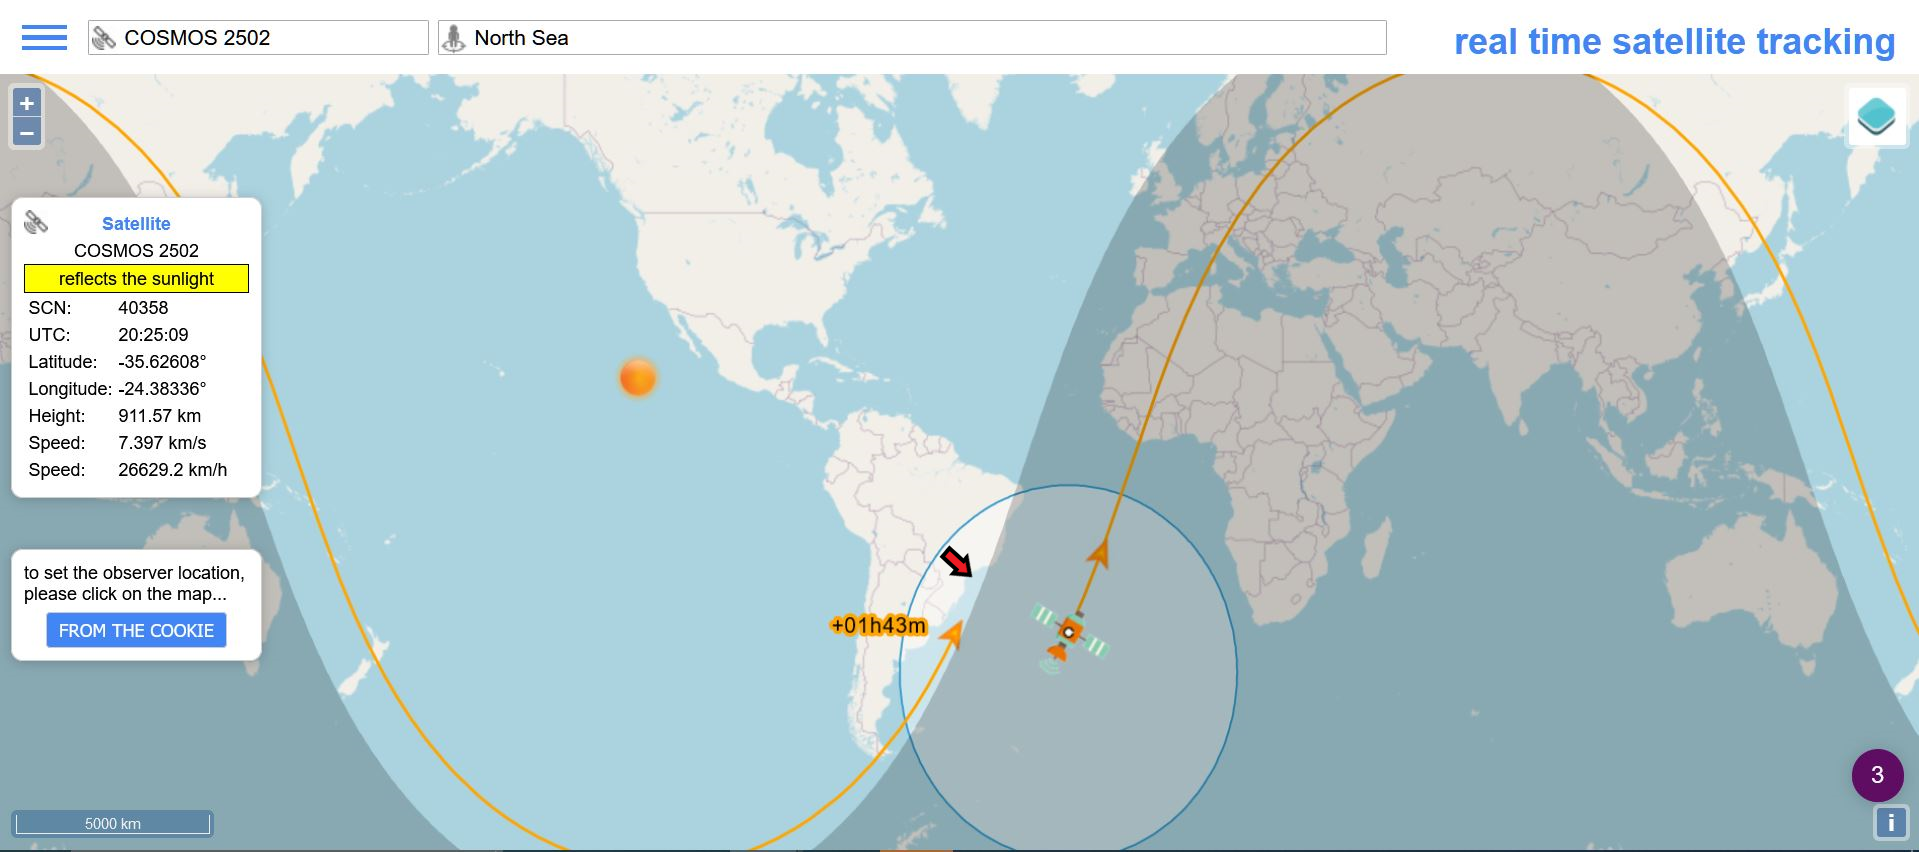 COSMOS 2502
North Sea
real time satellite tracking
+
−
Satellite
COSMOS 2502
reflects the sunlight
SCN: 40358
UTC: 20:25:09
Latitude: -35.62608°
Longitude: -24.38336°
Height: 911.57 km
Speed: 7.397 km/s
Speed: 26629.2 km/h
to set the observer location,
please click on the map...
FROM THE COOKIE
+01h43m
3
5000 km
i